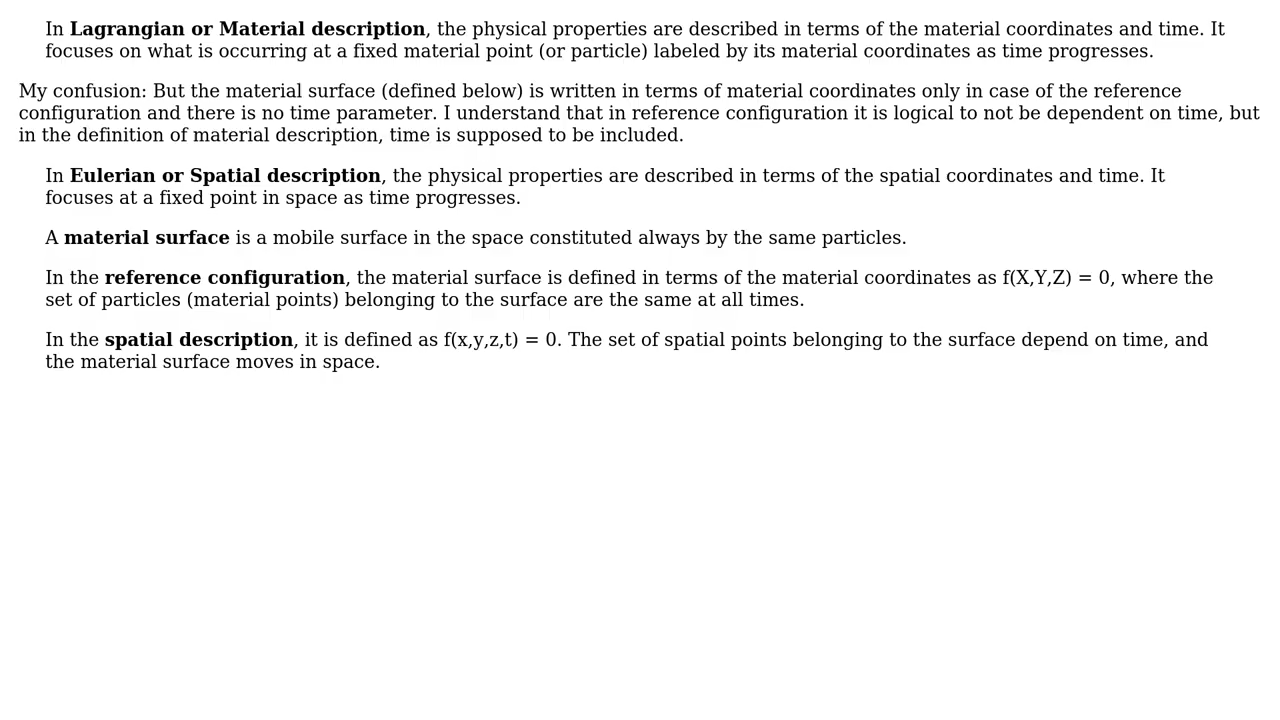 In Lagrangian or Material description, the physical properties are described in terms of the material coordinates and time. It
focuses on what is occurring at a fixed material point (or particle) labeled by its material coordinates as time progresses.
My confusion: But the material surface (defined below) is written in terms of material coordinates only in case of the reference
configuration and there is no time parameter. I understand that in reference configuration it is logical to not be dependent on time, but
in the definition of material description, time is supposed to be included.
In Eulerian or Spatial description, the physical properties are described in terms of the spatial coordinates and time. It
focuses at a fixed point in space as time progresses.
A material surface is a mobile surface in the space constituted always by the same particles.
In the reference configuration, the material surface is defined in terms of the material coordinates as f(X,Y,Z) = 0, where the
set of particles (material points) belonging to the surface are the same at all times.
In the spatial description, it is defined as f(x,y,z,t) = 0. The set of spatial points belonging to the surface depend on time, and
the material surface moves in space.